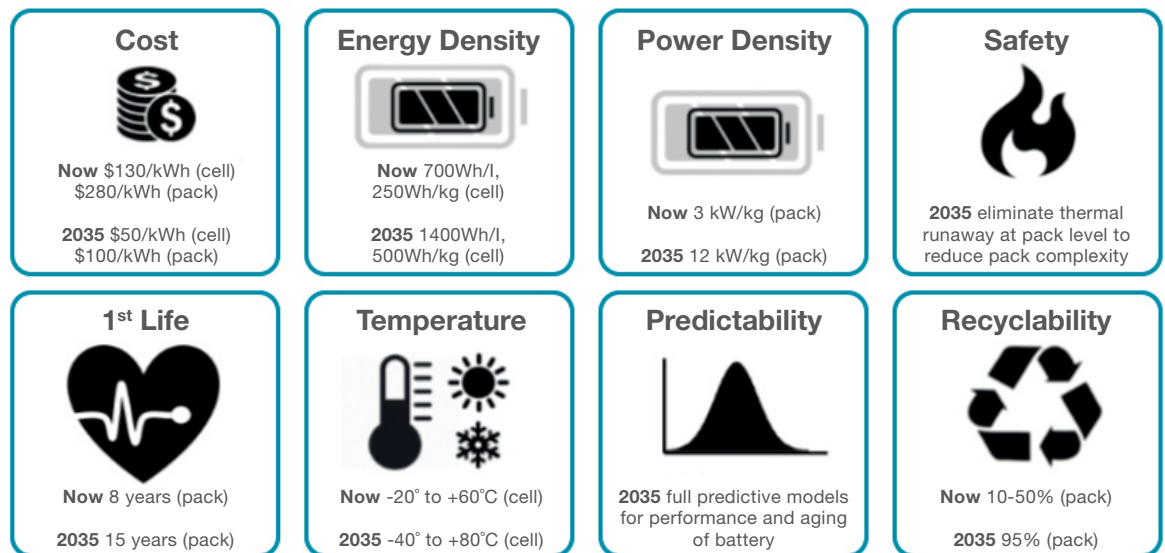 Cost
$
$
Now $130/kWh (cell)
$280/kWh (pack)
2035 $50/kWh (cell)
$100/kWh (pack)
Energy Density
Now 700Wh/l,
250Wh/kg (cell)
2035 1400Wh/l,
500Wh/kg (cell)
Power Density
Now 3 kW/kg (pack)
2035 12 kW/kg (pack)
Safety
2035 eliminate thermal
runaway at pack level to
reduce pack complexity
1st Life
Now 8 years (pack)
2035 15 years (pack)
Temperature
Now -20˚ to +60˚C (cell)
2035 -40˚ to +80˚C (cell)
Predictability
2035 full predictive models
for performance and aging
of battery
Recyclability
Now 10-50% (pack)
2035 95% (pack)